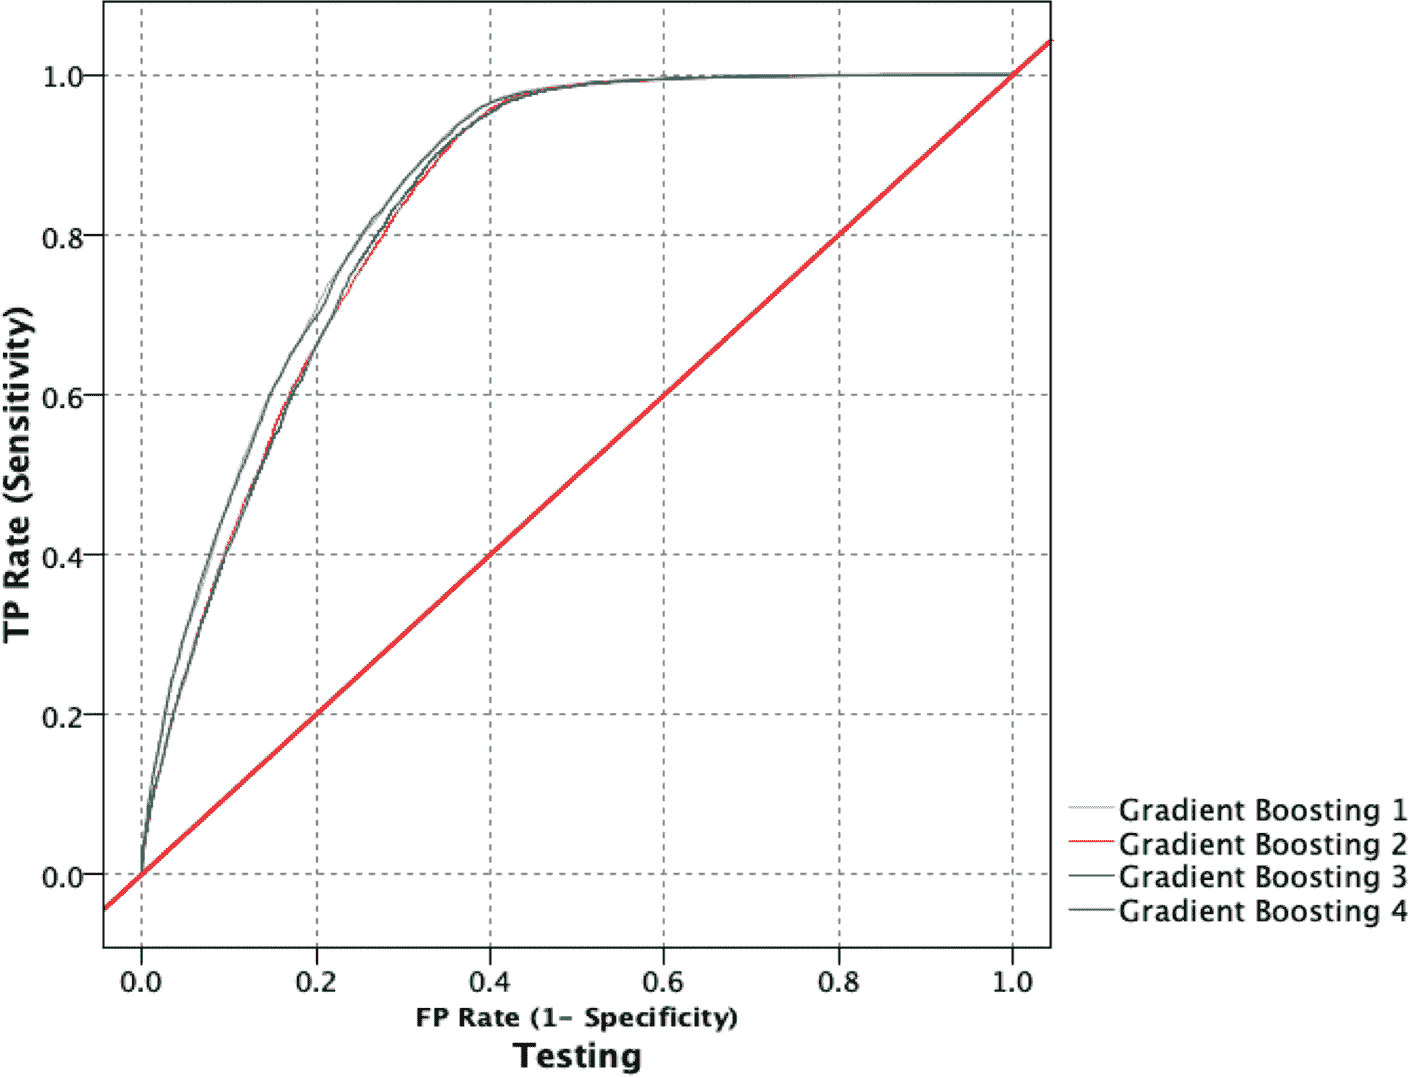 TP Rate (Sensitivity)
1.0
0.8
0.6
0.4
0.2
0.0
0.0 0.2 0.4 0.6 0.8 1.0
FP Rate (1- Specificity)
Testing
Gradient Boosting 1
Gradient Boosting 2
Gradient Boosting 3
Gradient Boosting 4